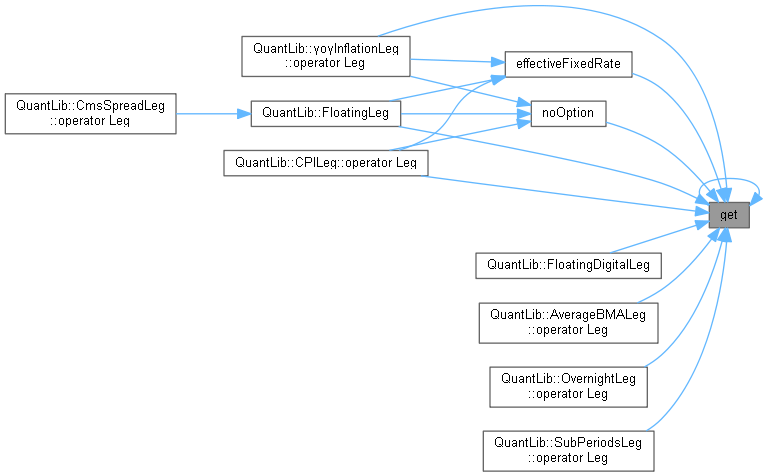 QuantLib::yoyInflationLeg
::operator Leg
effectiveFixedRate
QuantLib::CmsSpreadLeg
::operator Leg
QuantLib::FloatingLeg
noOption
QuantLib::CPILeg::operator Leg
get
QuantLib::FloatingDigitalLeg
QuantLib::AverageBMALeg
::operator Leg
QuantLib::OvernightLeg
::operator Leg
QuantLib::SubPeriodsLeg
::operator Leg